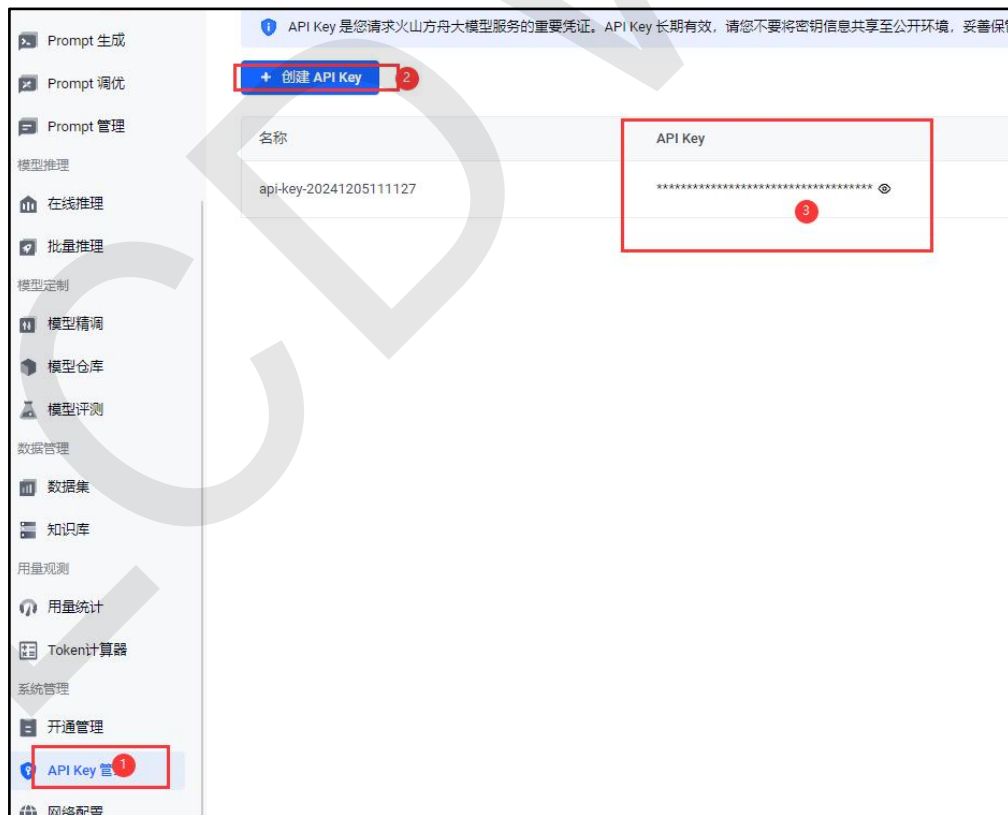 Prompt 生成
Prompt 调优
Prompt 管理
模型推理
在线推理
批量推理
模型定制
模型精调
模型仓库
模型评测
数据管理
数据集
知识库
用量观测
用量统计
Token计算器
系统管理
开通管理
API Key 管
1
网络配置
API Key 是您请求火山方舟大模型服务的重要凭证。API Key 长期有效，请您不要将密钥信息共享至公开环境，妥善保
+ 创建 API Key
2
名称 API Key
api-key-20241205111127 ************************************
3
LCDW